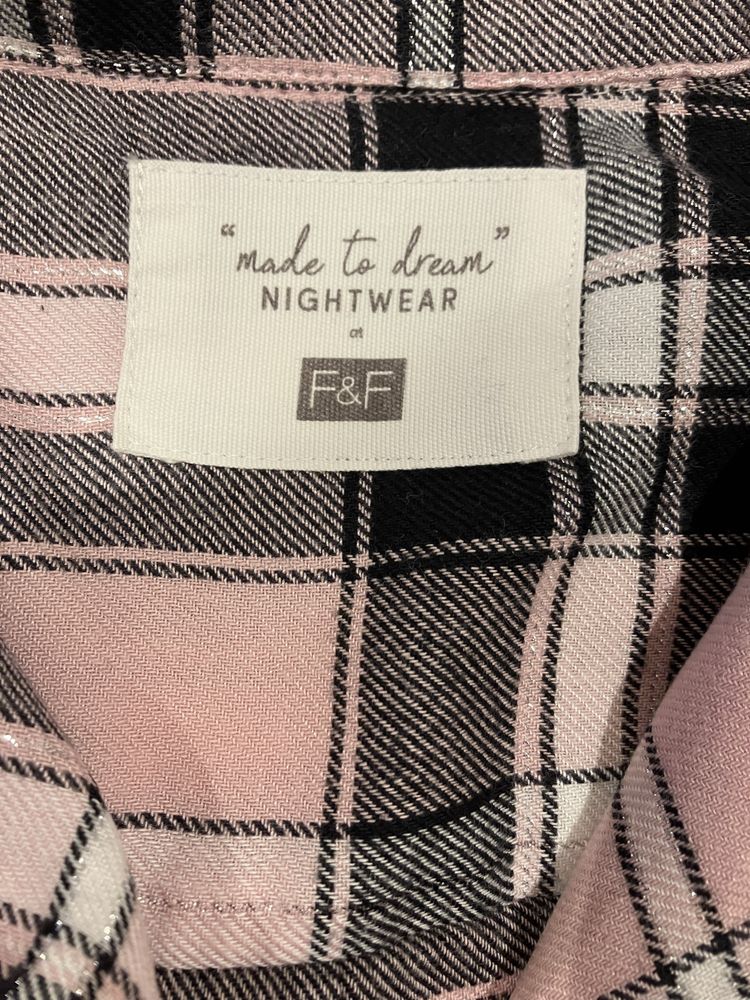 “made to dream”
NIGHTWEAR
at
F&F